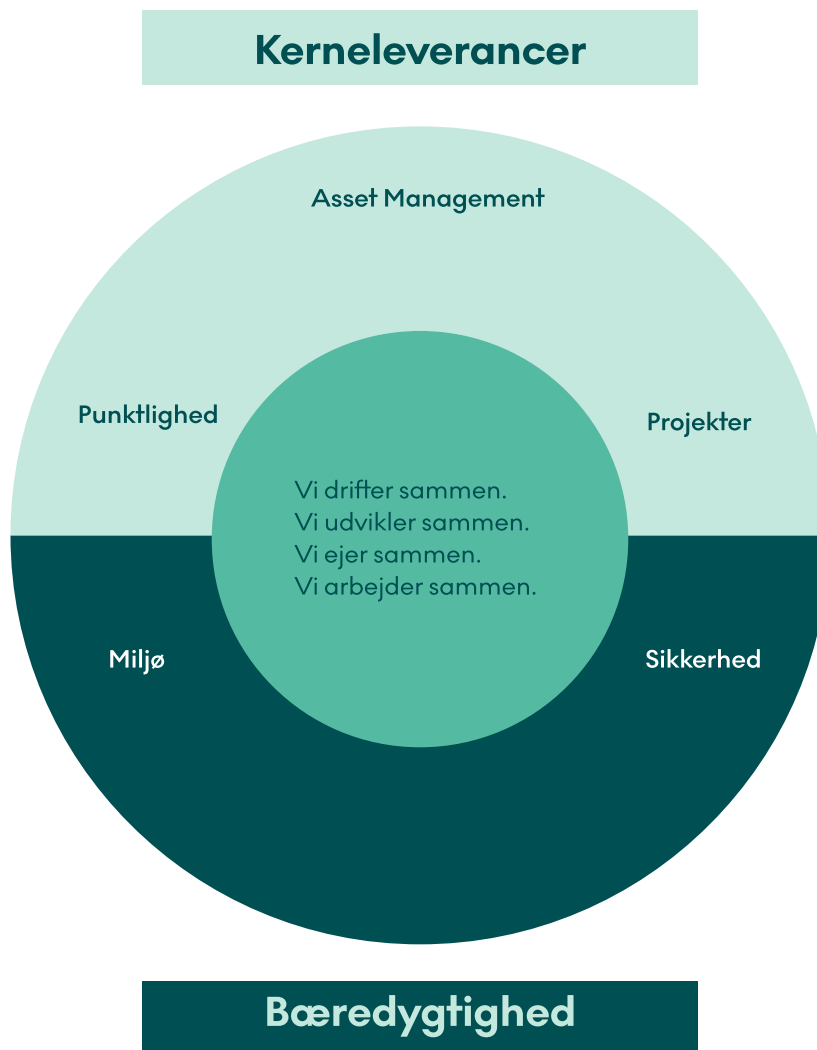 Kerneleverancer
Asset Management
Punktlighed
Projekter
Vi drifter sammen.
Vi udvikler sammen.
Vi ejer sammen.
Vi arbejder sammen.
Miljø
Sikkerhed
Bæredygtighed